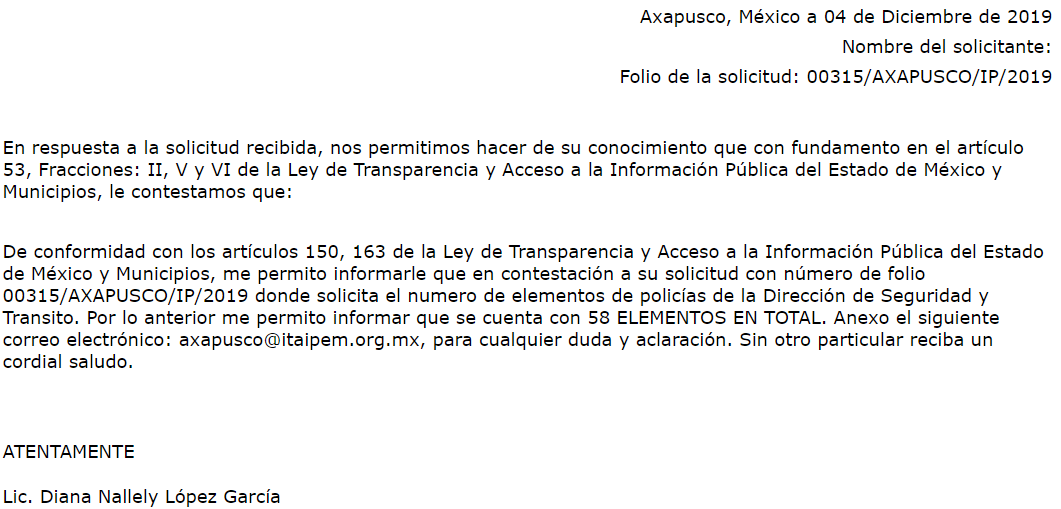 Axapusco, México a 04 de Diciembre de 2019
Nombre del solicitante:
Folio de la solicitud: 00315/AXAPUSCO/IP/2019
En respuesta a la solicitud recibida, nos permitimos hacer de su conocimiento que con fundamento en el artículo
53, Fracciones: II, V y VI de la Ley de Transparencia y Acceso a la Información Pública del Estado de México y
Municipios, le contestamos que:
De conformidad con los artículos 150, 163 de la Ley de Transparencia y Acceso a la Información Pública del Estado
de México y Municipios, me permito informarle que en contestación a su solicitud con número de folio
00315/AXAPUSCO/IP/2019 donde solicita el numero de elementos de policías de la Dirección de Seguridad y
Transito. Por lo anterior me permito informar que se cuenta con 58 ELEMENTOS EN TOTAL. Anexo el siguiente
correo electrónico: axapusco@itaipem.org.mx, para cualquier duda y aclaración. Sin otro particular reciba un
cordial saludo.
ATENTAMENTE
Lic. Diana Nallely López García